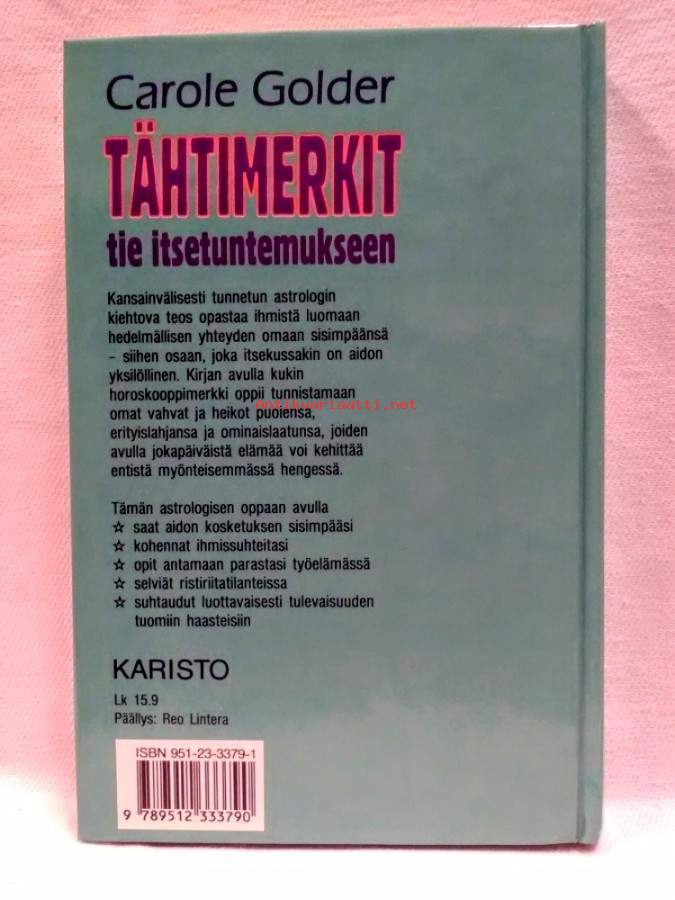 Carole Golder
TÄHTIMERKIT
tie itsetuntemukseen
Kansainvälisesti tunnetun astrologin
kiehtova teos opastaa ihmistä luomaan
hedelmällisen yhteyden omaan sisimpäänsä
– siihen osaan, joka itsekussakin on aidon
yksilöllinen. Kirjan avulla kukin
horoskooppimerkki oppii tunnistamaan
Antikvariaatti.net
omat vahvat ja heikot puolensa,
erityislahjansa ja ominaislaatunsa, joiden
avulla jokapäiväistä elämää voi kehittää
entistä myönteisemmässä hengessä.
Tämän astrologisen oppaan avulla
☆ saat aidon kosketuksen sisimpääsi
☆ kohennat ihmissuhteitasi
☆ opit antamaan parastasi työelämässä
☆ selviät ristiriitatilanteissa
☆ suhtaudut luottavaisesti tulevaisuuden
tuomiin haasteisiin
KARISTO
Lk 15.9
Päällys: Reo Lintera
ISBN 951-23-3379-1
9 789512 333790